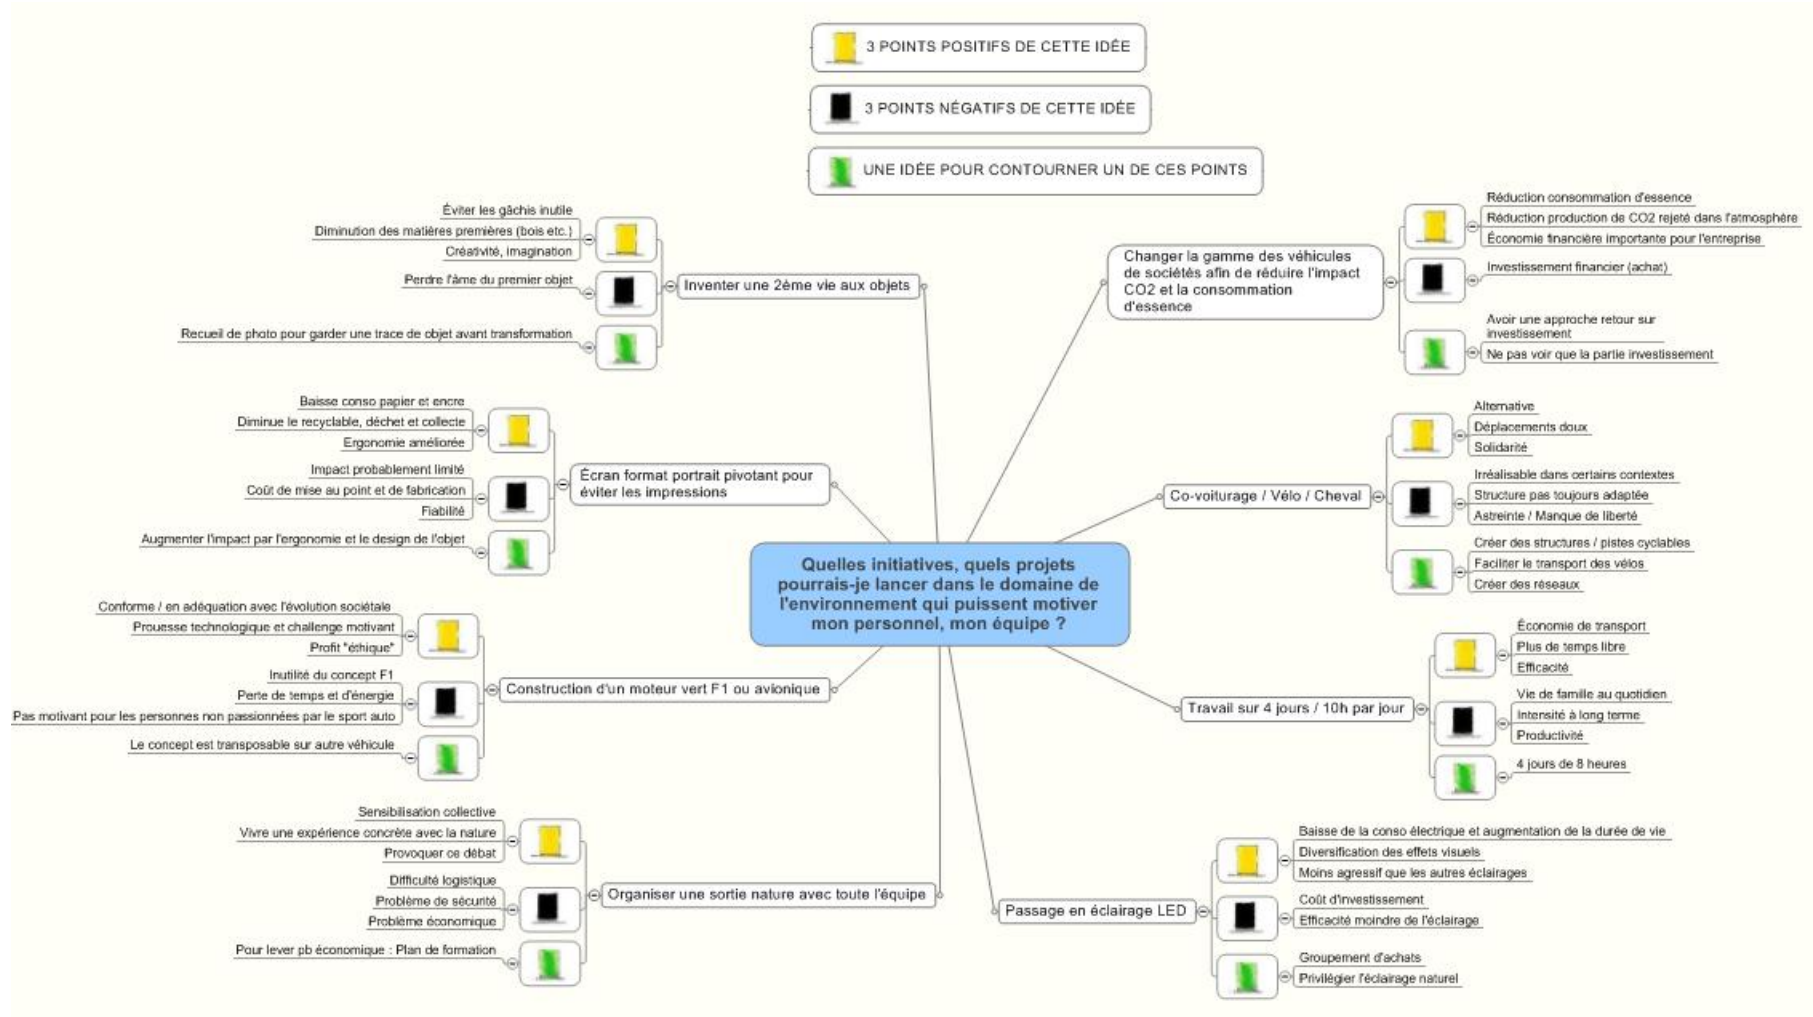 3 POINTS POSITIFS DE CETTE IDÉE
3 POINTS NÉGATIFS DE CETTE IDÉE
UNE IDÉE POUR CONTOURNER UN DE CES POINTS
Quelles initiatives, quels projets
pourrais-je lancer dans le domaine de
l'environnement qui puissent motiver
mon personnel, mon équipe ?
Changer la gamme des véhicules
de sociétés afin de réduire l'impact
CO2 et la consommation
d'essence
Réduction consommation d'essence
Réduction production de CO2 rejeté dans l'atmosphère
Économie financière importante pour l'entreprise
Investissement financier (achat)
Avoir une approche retour sur
investissement
Ne pas voir que la partie investissement
Co-voiturage / Vélo / Cheval
Alternative
Déplacements doux
Solidarité
Irréalisable dans certains contextes
Structure pas toujours adaptée
Astreinte / Manque de liberté
Créer des structures / pistes cyclables
Faciliter le transport des vélos
Créer des réseaux
Travail sur 4 jours / 10h par jour
Économie de transport
Plus de temps libre
Efficacité
Vie de famille au quotidien
Intensité à long terme
Productivité
4 jours de 8 heures
Passage en éclairage LED
Baisse de la conso électrique et augmentation de la durée de vie
Diversification des effets visuels
Moins agressif que les autres éclairages
Coût d'investissement
Efficacité moindre de l'éclairage
Groupement d'achats
Privilégier l'éclairage naturel
Inventer une 2ème vie aux objets
Éviter les gâchis inutile
Diminution des matières premières (bois etc.)
Créativité, imagination
Perdre l'âme du premier objet
Recueil de photo pour garder une trace de objet avant transformation
Écran format portrait pivotant pour
éviter les impressions
Baisse conso papier et encre
Diminue le recyclable, déchet et collecte
Ergonomie améliorée
Impact probablement limité
Coût de mise au point et de fabrication
Fiabilité
Augmenter l'impact par l'ergonomie et le design de l'objet
Construction d'un moteur vert F1 ou avionique
Conforme / en adéquation avec l'évolution sociétale
Prouesse technologique et challenge motivant
Profit "éthique"
Inutilité du concept F1
Perte de temps et d'énergie
Pas motivant pour les personnes non passionnées par le sport auto
Le concept est transposable sur autre véhicule
Organiser une sortie nature avec toute l'équipe
Sensibilisation collective
Vivre une expérience concrète avec la nature
Provoquer ce débat
Difficulté logistique
Problème de sécurité
Problème économique
Pour lever pb économique : Plan de formation